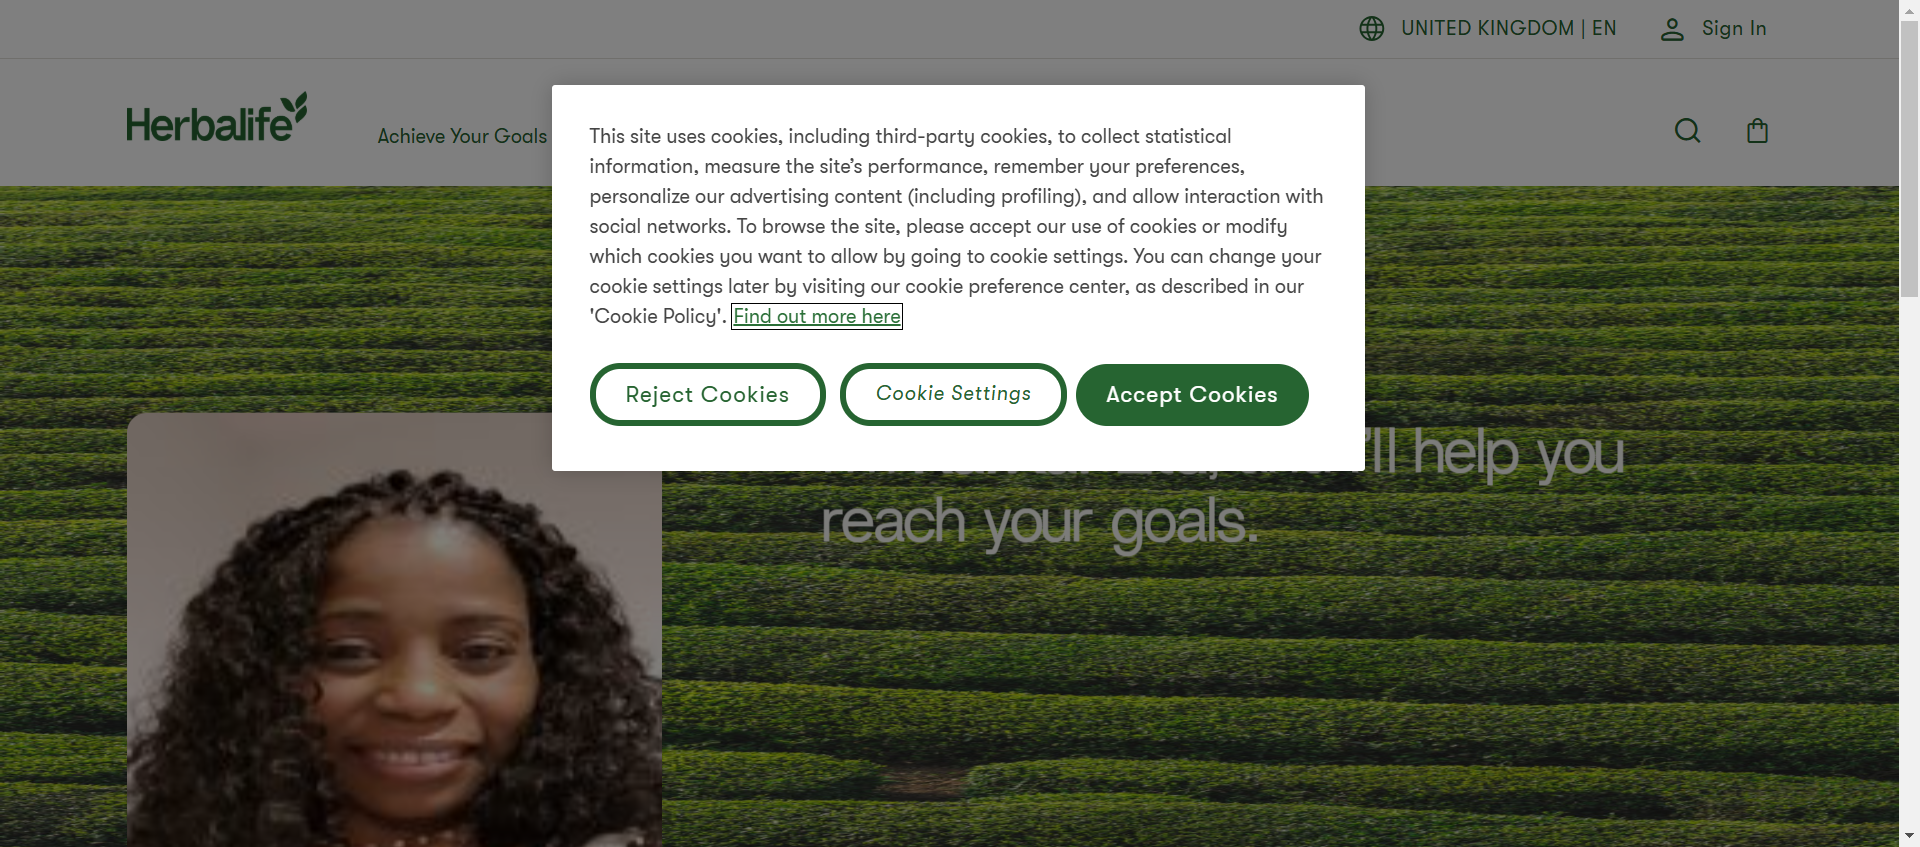 UNITED KINGDOM | EN
Sign In
Herbalife
Achieve Your Goals
This site uses cookies, including third-party cookies, to collect statistical
information, measure the site’s performance, remember your preferences,
personalize our advertising content (including profiling), and allow interaction with
social networks. To browse the site, please accept our use of cookies or modify
which cookies you want to allow by going to cookie settings. You can change your
cookie settings later by visiting our cookie preference center, as described in our
'Cookie Policy'. Find out more here
Reject Cookies
Cookie Settings
Accept Cookies
help you
reach your goals.